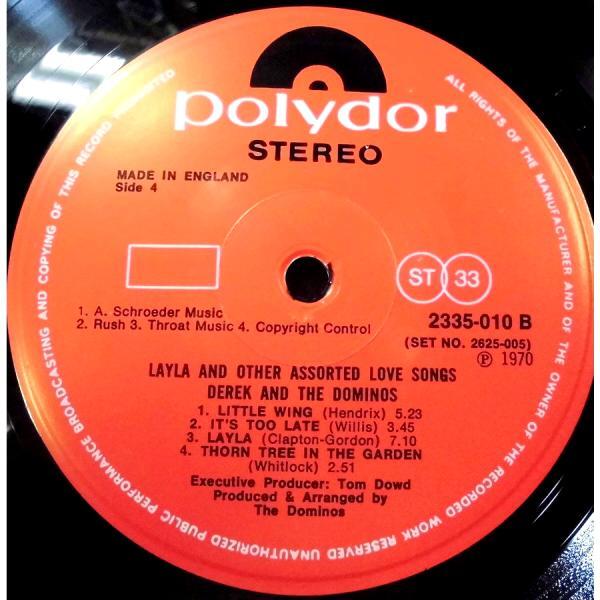 polydor
STEREO
MADE IN ENGLAND
Side 4
ST 33
1. A. Schroeder Music
2. Rush 3. Throat Music 4. Copyright Control
2335-010 B
(SET NO. 2625-005)
Ⓟ 1970
LAYLA AND OTHER ASSORTED LOVE SONGS
DEREK AND THE DOMINOS
1. LITTLE WING (Hendrix) 5.23
2. IT'S TOO LATE (Willis) 3.45
3. LAYLA (Clapton-Gordon) 7.10
4. THORN TREE IN THE GARDEN
(Whitlock) 2.51
Executive Producer: Tom Dowd
Produced & Arranged by
The Dominos
ALL RIGHTS OF THE MANUFACTURER AND OF THE OWNER OF THE RECORDED WORK RESERVED UNAUTHORIZED PUBLIC PERFORMANCE BROADCASTING AND COPYING OF THIS RECORD PROHIBITED